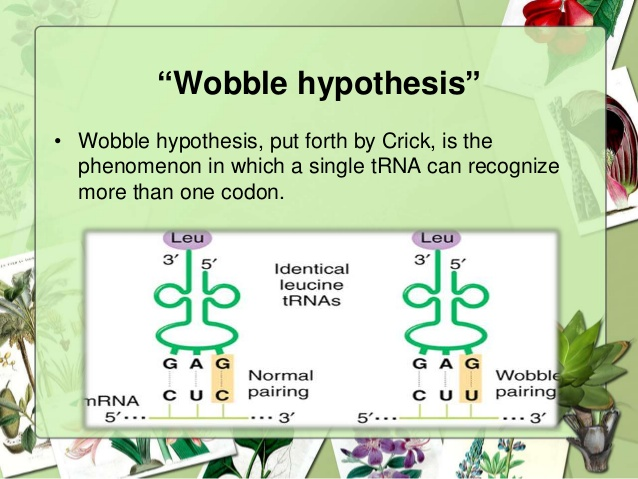 “Wobble hypothesis”
• Wobble hypothesis, put forth by Crick, is the
phenomenon in which a single tRNA can recognize
more than one codon.
Leu
3′ 5′
Identical
leucine
tRNAs
Leu
3′ 5′
G A G
C U C
Normal
pairing
G A G
C U U
Wobble
pairing
mRNA
5′••• •••3′
5′••• •••3′